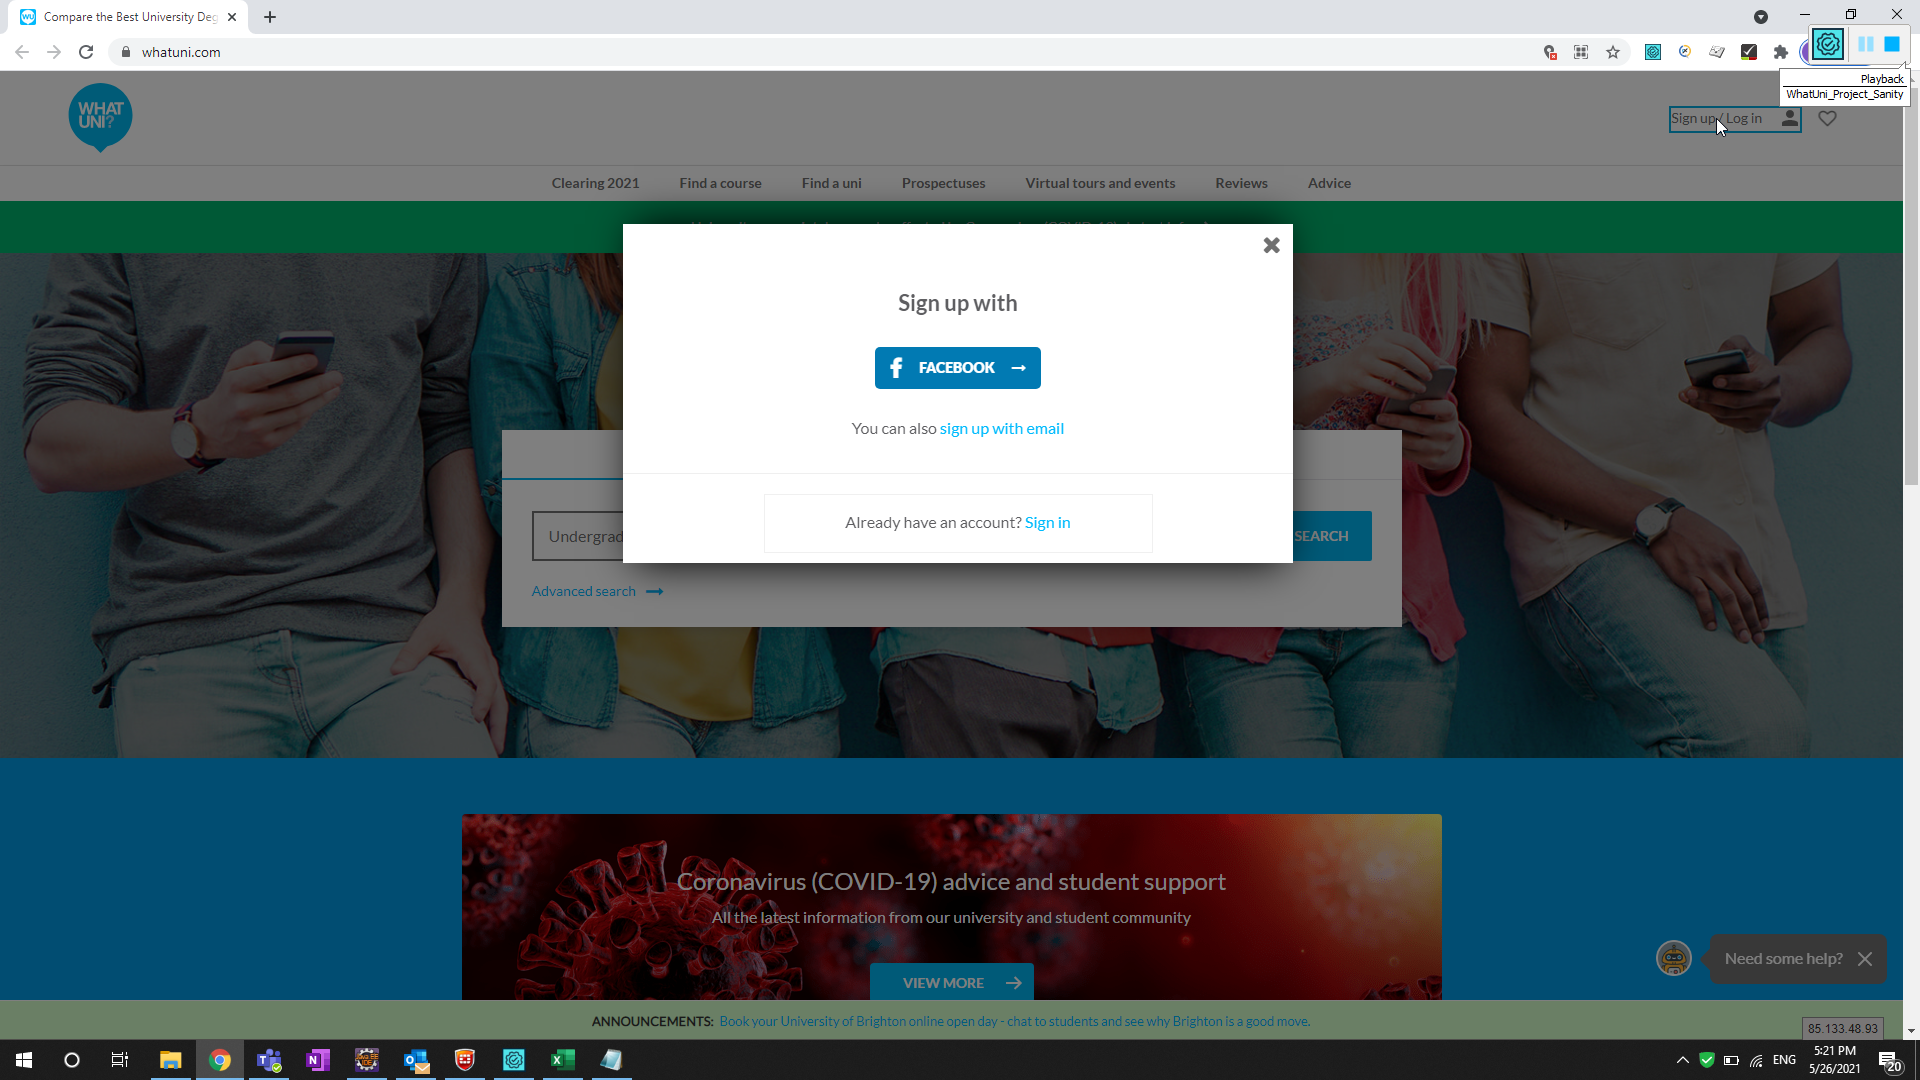 Compare the Best University Deg
whatuni.com
Playback
WhatUni_Project_Sanity
WHAT
UNI?
Sign up / Log in
Clearing 2021 Find a course Find a uni Prospectuses Virtual tours and events Reviews Advice
Sign up with
FACEBOOK
You can also sign up with email
Already have an account? Sign in
Undergrad
SEARCH
Advanced search
Coronavirus (COVID-19) advice and student support
All the latest information from our university and student community
VIEW MORE
Need some help?
ANNOUNCEMENTS: Book your University of Brighton online open day - chat to students and see why Brighton is a good move.
85.133.48.93
ENG
5:21 PM
5/26/2021
20